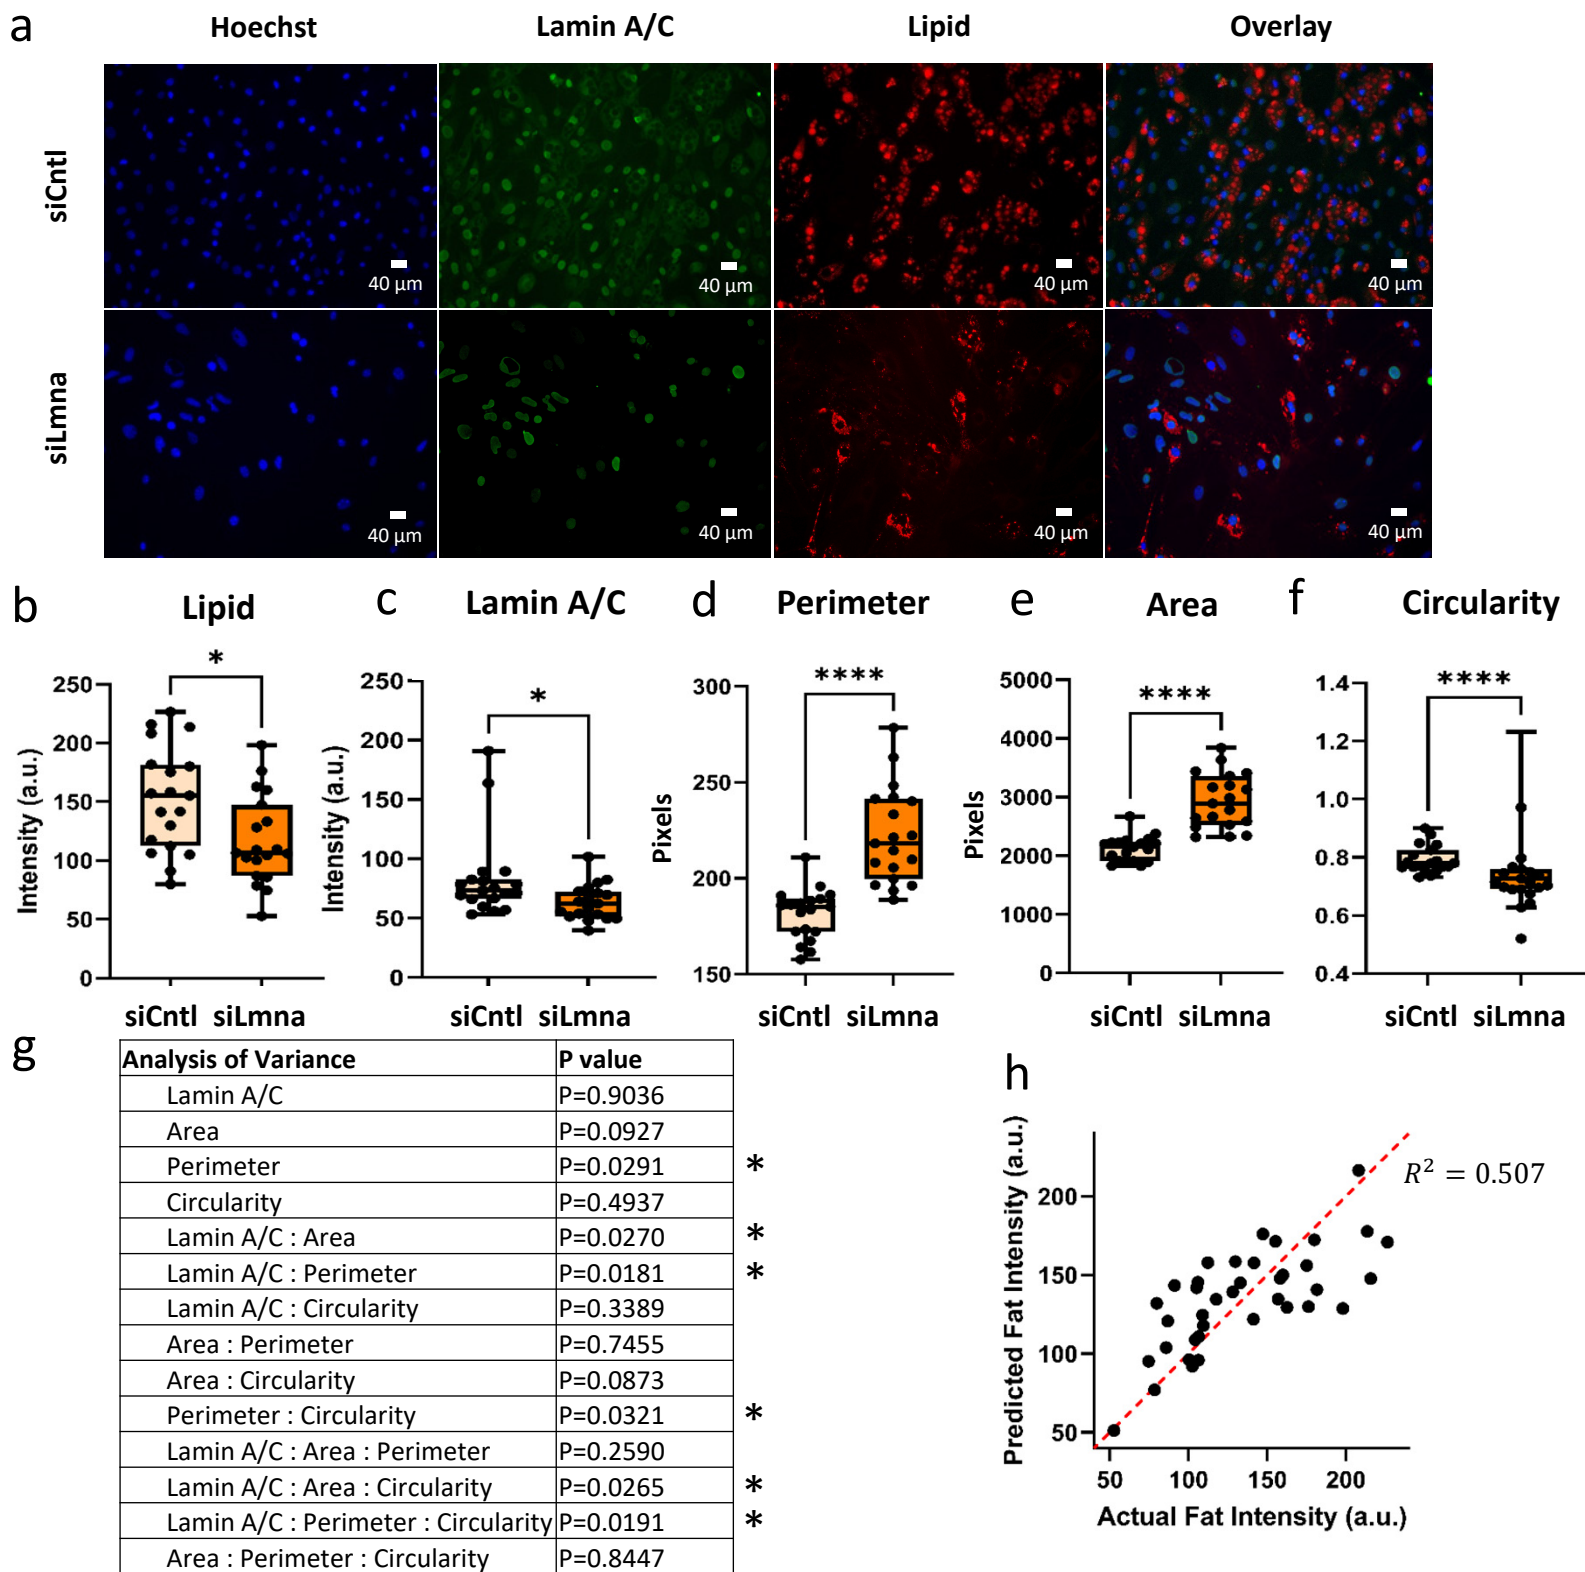 a
Hoechst Lamin A/C Lipid Overlay
siCntl
40 µm 40 µm 40 µm 40 µm
siLmna
40 µm 40 µm 40 µm 40 µm
b Lipid
Intensity (a.u.)
250
200
150
100
50
0
*
siCntl siLmna
c Lamin A/C
Intensity (a.u.)
250
200
150
100
50
0
*
siCntl siLmna
d Perimeter
Pixels
300
250
200
150
****
siCntl siLmna
e Area
Pixels
5000
4000
3000
2000
1000
0
****
siCntl siLmna
f Circularity
1.4
1.2
1.0
0.8
0.6
0.4
****
siCntl siLmna
g
Analysis of Variance P value
Lamin A/C P=0.9036
Area P=0.0927
Perimeter P=0.0291 *
Circularity P=0.4937
Lamin A/C : Area P=0.0270 *
Lamin A/C : Perimeter P=0.0181 *
Lamin A/C : Circularity P=0.3389
Area : Perimeter P=0.7455
Area : Circularity P=0.0873
Perimeter : Circularity P=0.0321 *
Lamin A/C : Area : Perimeter P=0.2590
Lamin A/C : Area : Circularity P=0.0265 *
Lamin A/C : Perimeter : Circularity P=0.0191 *
Area : Perimeter : Circularity P=0.8447
h
Predicted Fat Intensity (a.u.)
200
150
100
50
R² = 0.507
50 100 150 200
Actual Fat Intensity (a.u.)